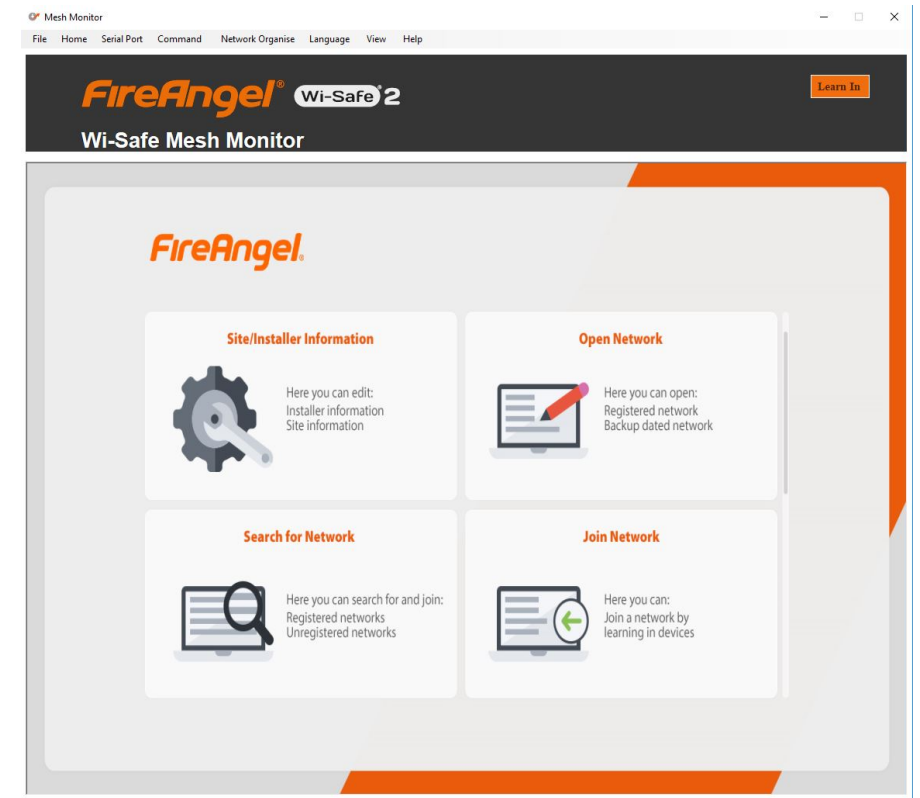 Mesh Monitor
File Home Serial Port Command Network Organise Language View Help
FireAngel® Wi-Safe 2
Learn In
Wi-Safe Mesh Monitor
FireAngel®
Site/Installer Information
Here you can edit:
Installer information
Site information
Open Network
Here you can open:
Registered network
Backup dated network
Search for Network
Here you can search for and join:
Registered networks
Unregistered networks
Join Network
Here you can:
Join a network by
learning in devices